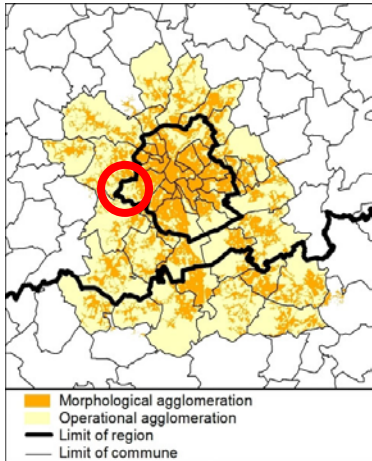 Morphological agglomeration
Operational agglomeration
Limit of region
Limit of commune